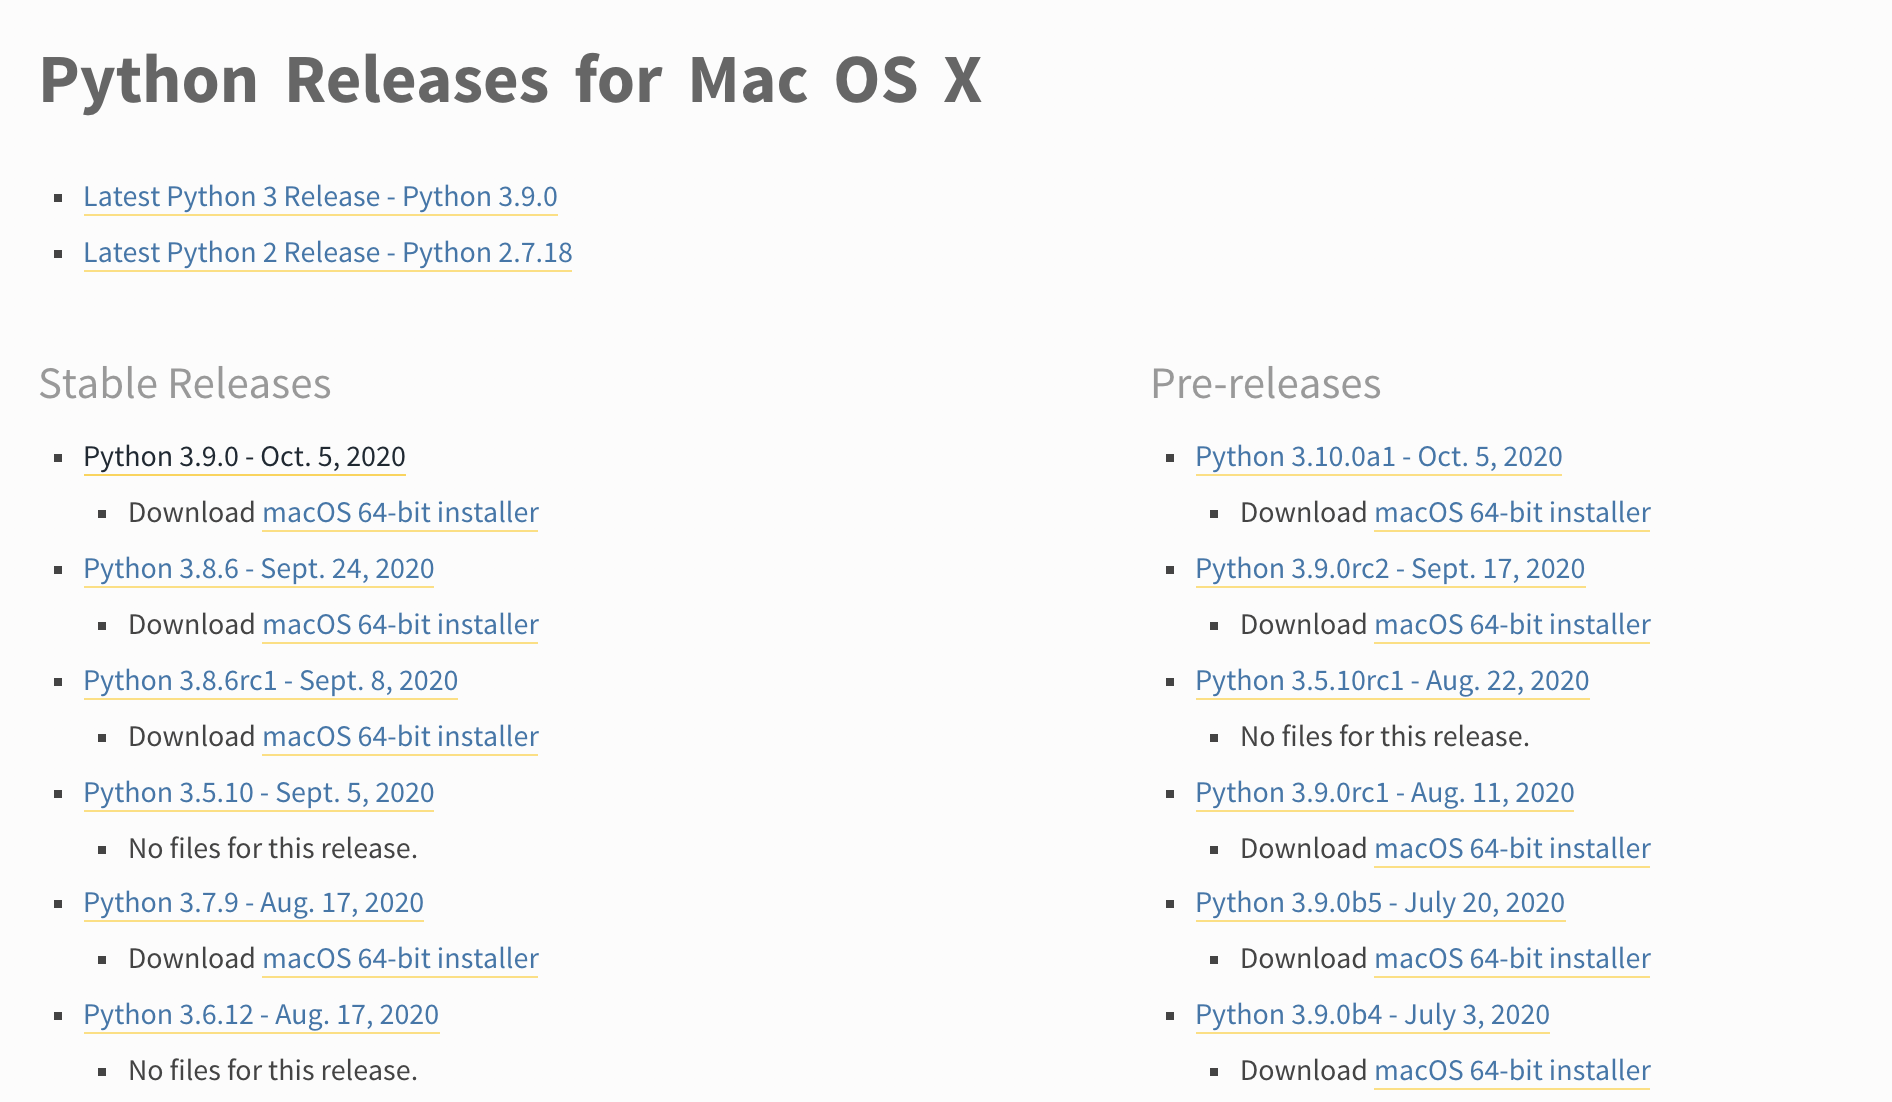 Python Releases for Mac OS X
Latest Python 3 Release - Python 3.9.0
Latest Python 2 Release - Python 2.7.18
Stable Releases
Python 3.9.0 - Oct. 5, 2020
Download macOS 64-bit installer
Python 3.8.6 - Sept. 24, 2020
Download macOS 64-bit installer
Python 3.8.6rc1 - Sept. 8, 2020
Download macOS 64-bit installer
Python 3.5.10 - Sept. 5, 2020
No files for this release.
Python 3.7.9 - Aug. 17, 2020
Download macOS 64-bit installer
Python 3.6.12 - Aug. 17, 2020
No files for this release.
Pre-releases
Python 3.10.0a1 - Oct. 5, 2020
Download macOS 64-bit installer
Python 3.9.0rc2 - Sept. 17, 2020
Download macOS 64-bit installer
Python 3.5.10rc1 - Aug. 22, 2020
No files for this release.
Python 3.9.0rc1 - Aug. 11, 2020
Download macOS 64-bit installer
Python 3.9.0b5 - July 20, 2020
Download macOS 64-bit installer
Python 3.9.0b4 - July 3, 2020
Download macOS 64-bit installer